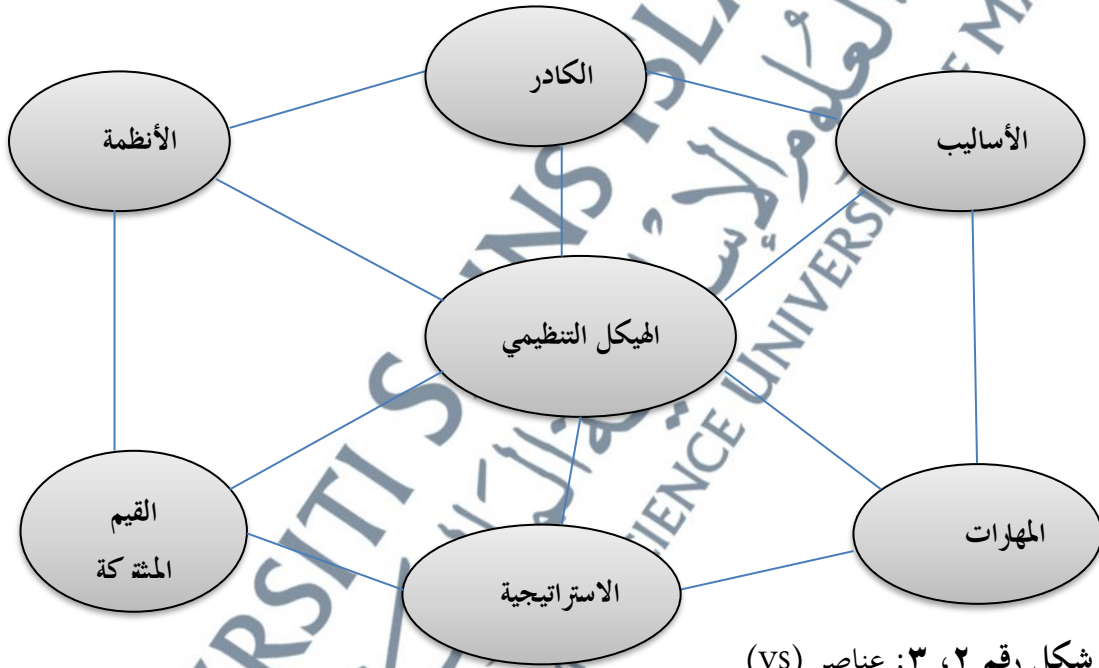 الكادر
الأساليب
الأنظمة
الهيكل التنظيمي
القيم
المشتركة
المهارات
الاستراتيجية
شكل رقم ٢، ٣: عناصر (vs)